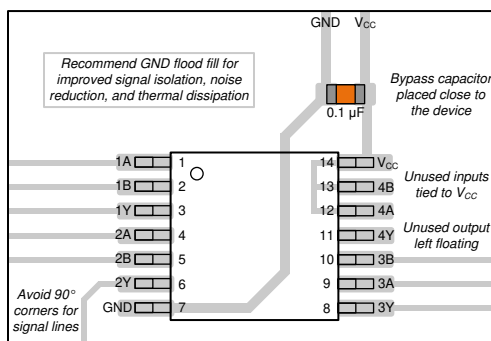 GND VCC
Recommend GND flood fill for
improved signal isolation, noise
reduction, and thermal dissipation
Bypass capacitor
placed close to
the device
0.1 µF
1A 1 14 VCC
1B 2 13 4B
1Y 3 12 4A
2A 4 11 4Y
2B 5 10 3B
2Y 6 9 3A
GND 7 8 3Y
Unused inputs
tied to VCC
Unused output
left floating
Avoid 90°
corners for
signal lines